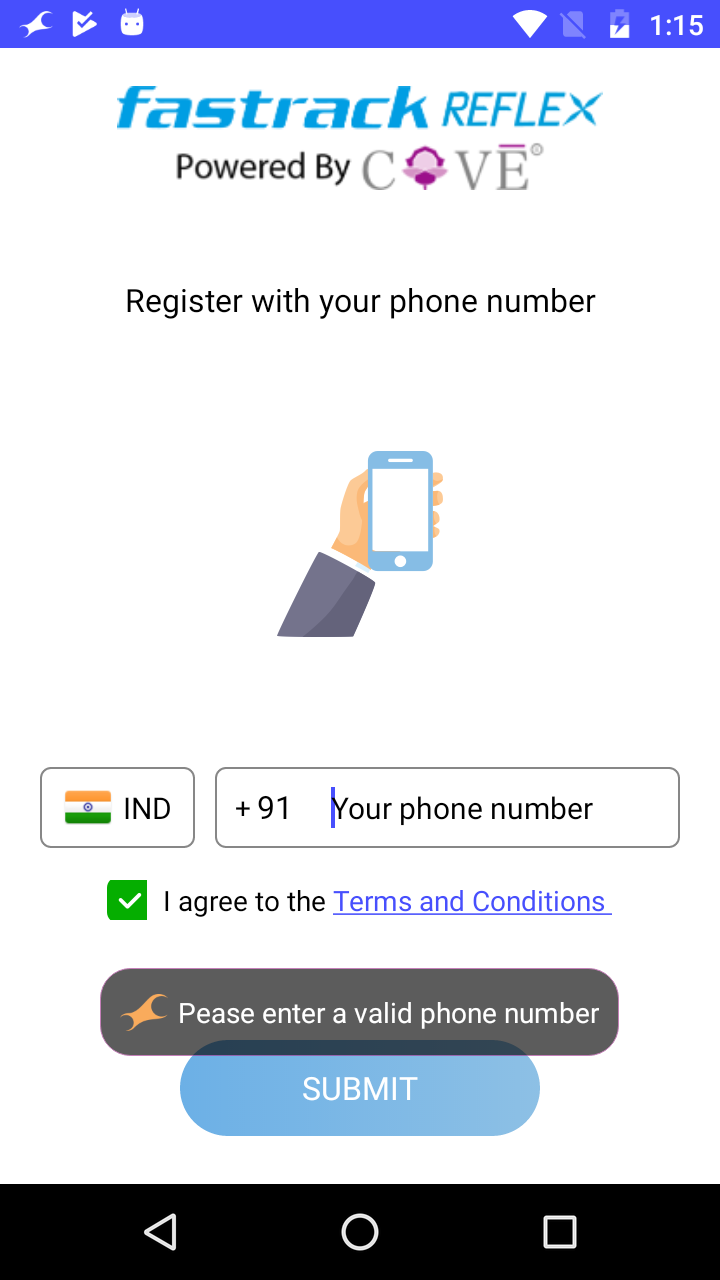 1:15
fastrack REFLEX
Powered By COVĒ®
Register with your phone number
IND + 91 Your phone number
I agree to the Terms and Conditions
Pease enter a valid phone number
SUBMIT